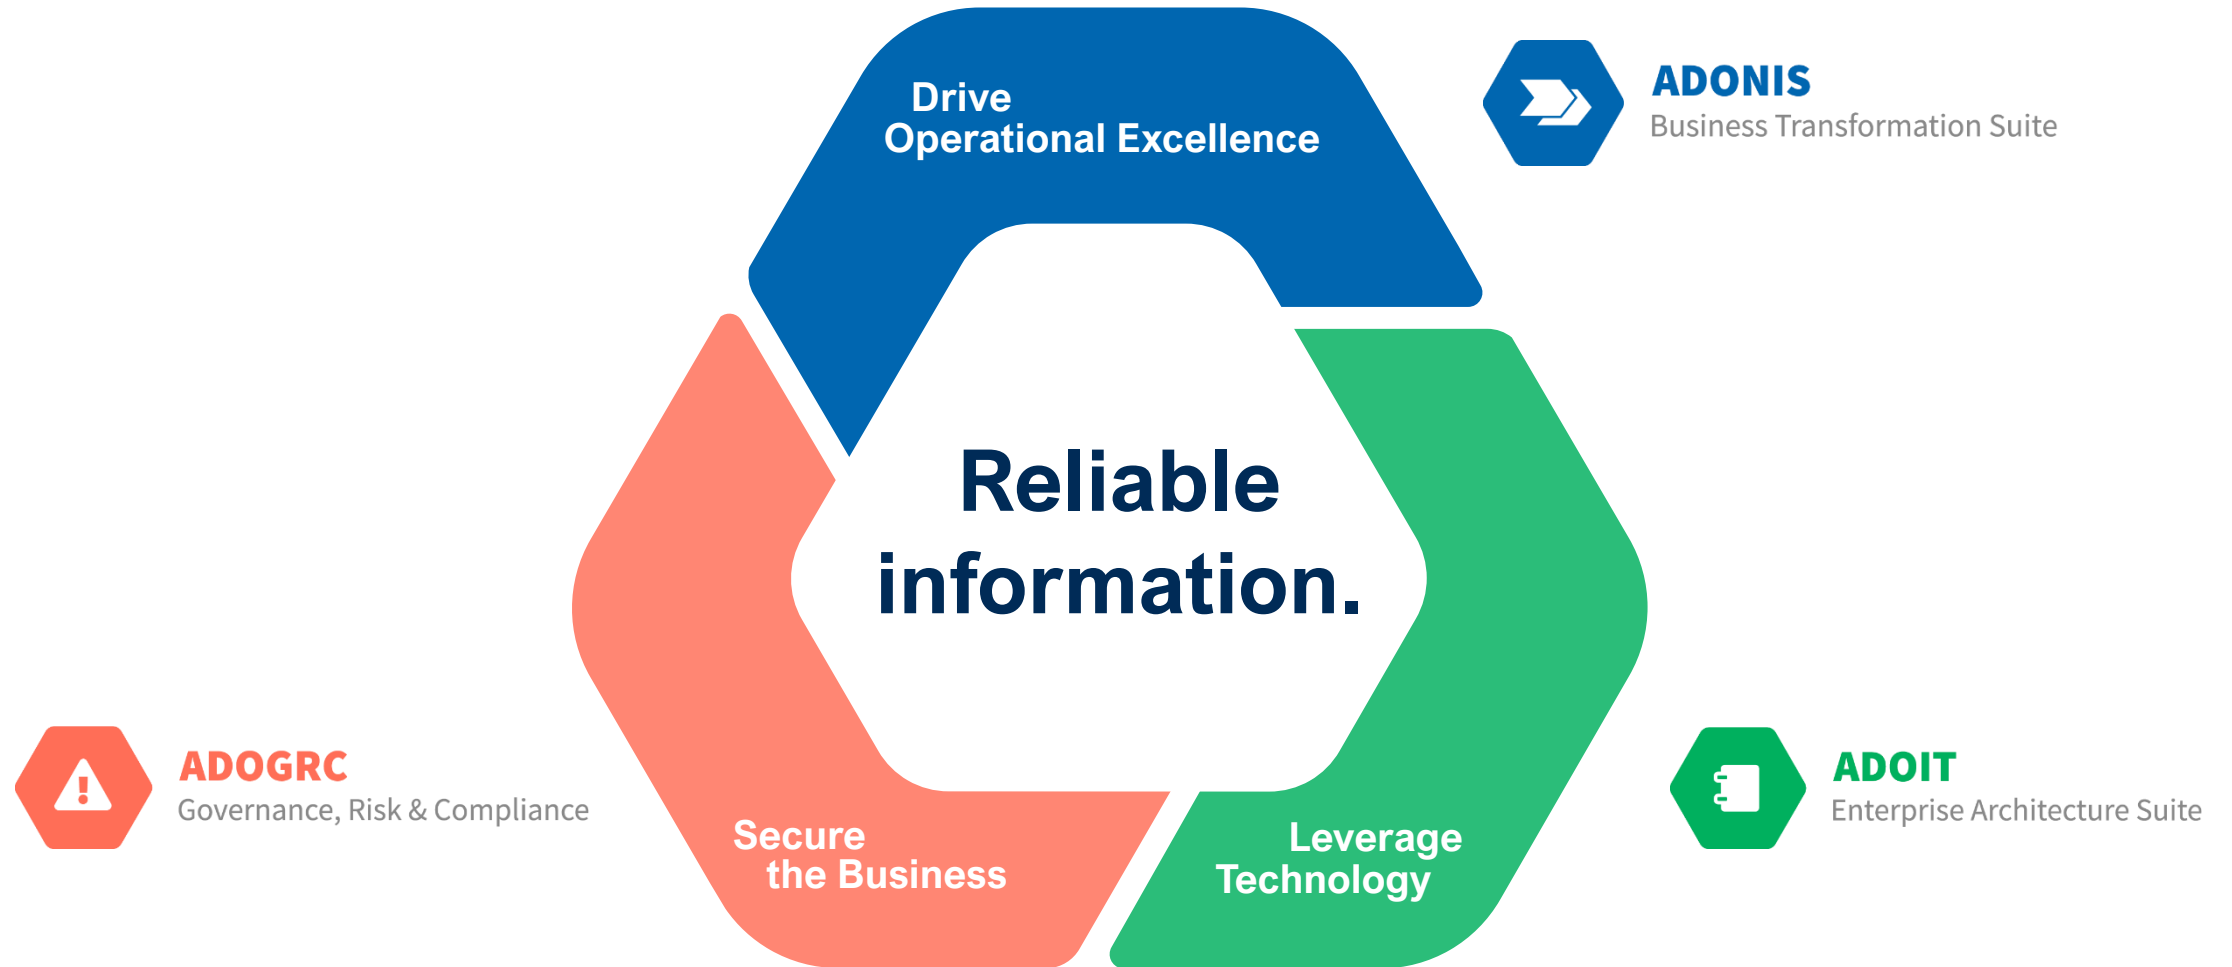 Drive
Operational Excellence
ADONIS
Business Transformation Suite
Reliable
information.
ADOGRC
Governance, Risk & Compliance
Secure
the Business
Leverage
Technology
ADOIT
Enterprise Architecture Suite